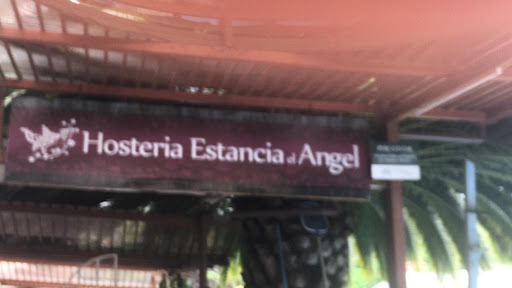 Hosteria Estancia el Angel